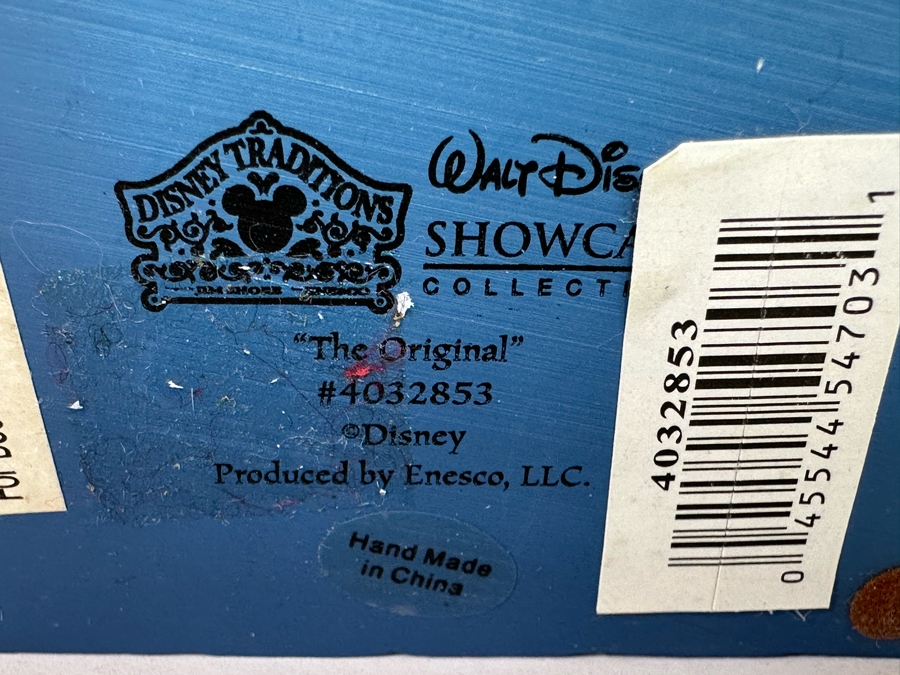 DISNEY TRADITIONS
JIM SHORE ENESCO
WALT DIS
SHOWCA
COLLECTI
“The Original”
#4032853
©Disney
Produced by Enesco, LLC.
Hand Made
in China
4032853
0 45544 54703 1